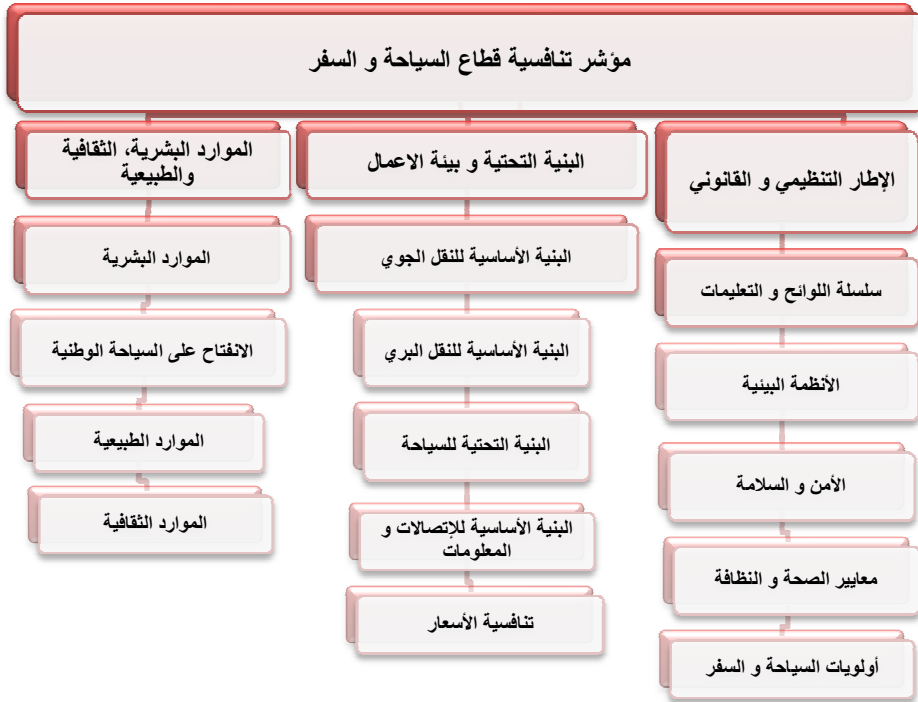 مؤشر تنافسية قطاع السياحة و السفر
الإطار التنظيمي و القانوني
سلسلة اللوائح و التعليمات
الأنظمة البيئية
الأمن و السلامة
معايير الصحة و النظافة
أولويات السياحة و السفر
البنية التحتية و بيئة الاعمال
البنية الأساسية للنقل الجوي
البنية الأساسية للنقل البري
البنية التحتية للسياحة
البنية الأساسية للإتصالات و
المعلومات
تنافسية الأسعار
الموارد البشرية، الثقافية
والطبيعية
الموارد البشرية
الانفتاح على السياحة الوطنية
الموارد الطبيعية
الموارد الثقافية